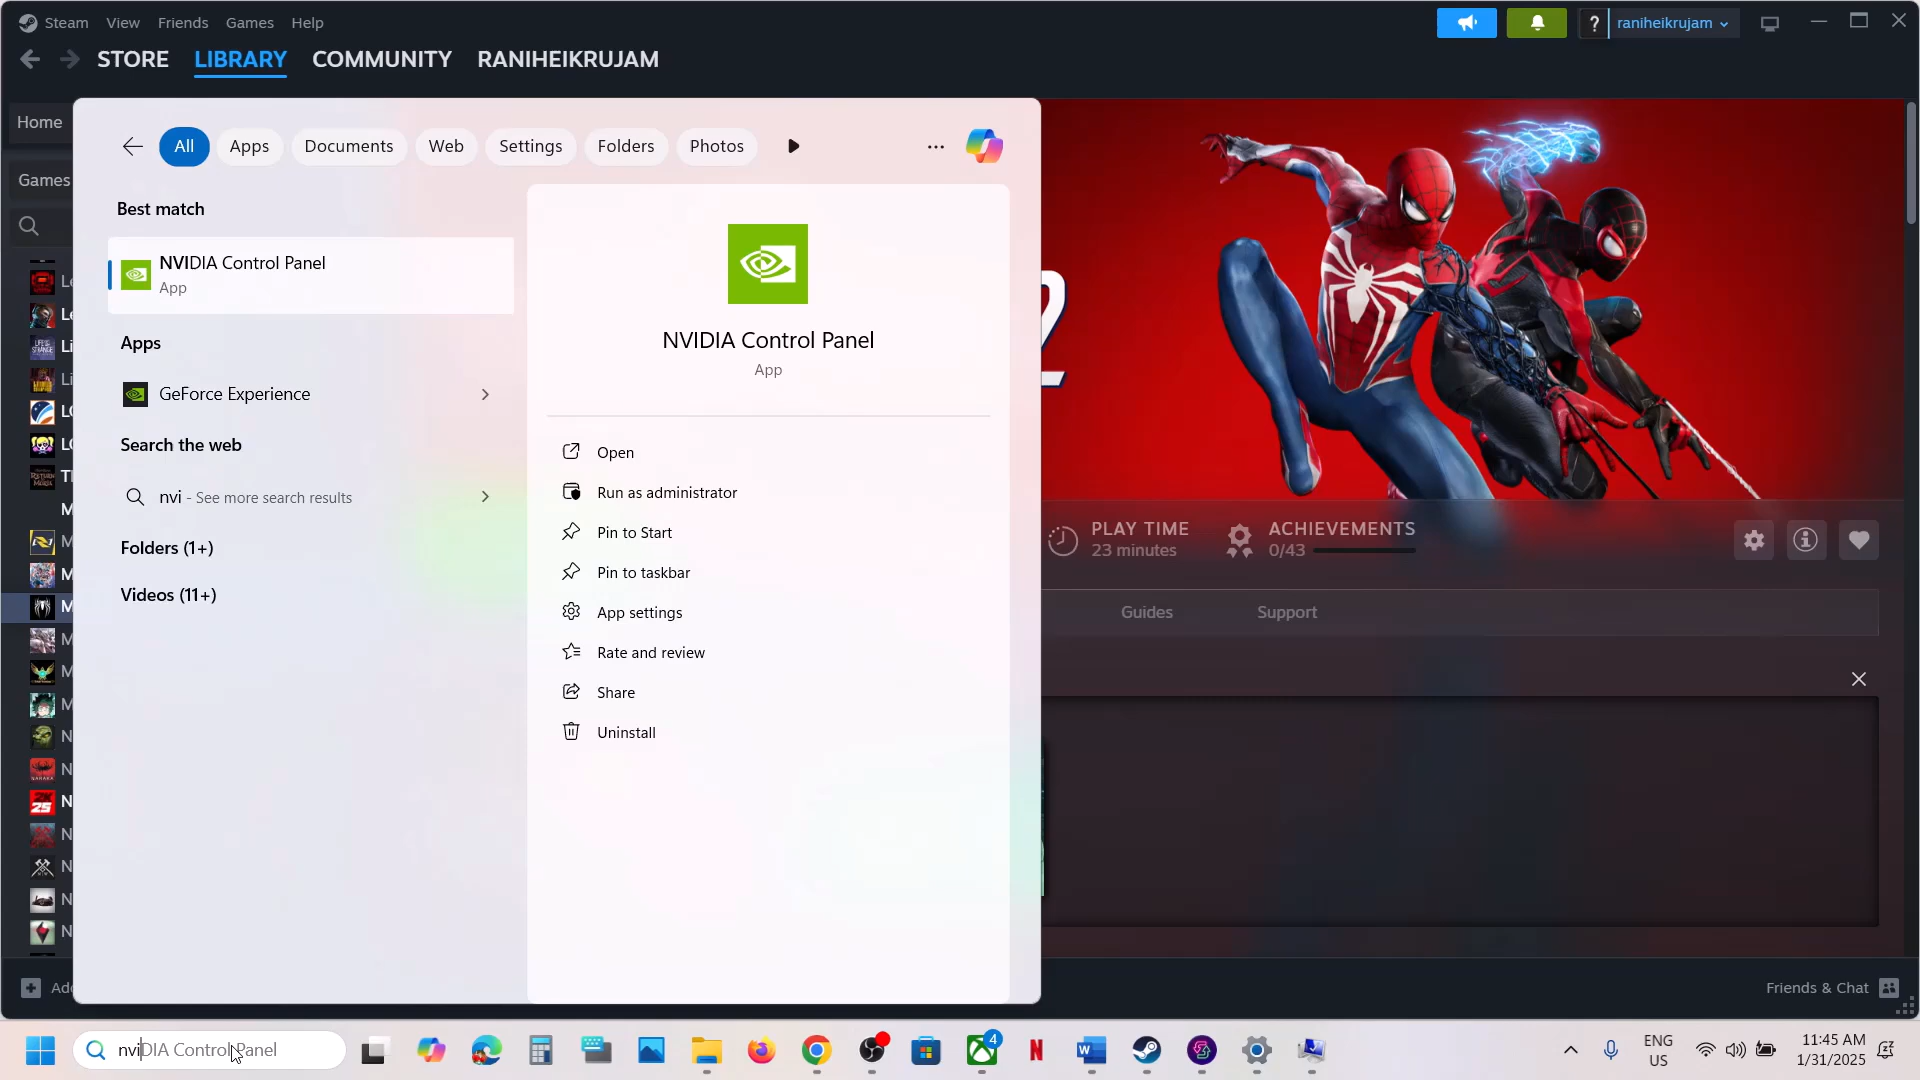 Steam View Friends Games Help
? raniheikrujam
STORE LIBRARY COMMUNITY RANIHEIKRUJAM
Home
All Apps Documents Web Settings Folders Photos
Games
Best match
NVIDIA Control Panel
App
NVIDIA Control Panel
App
Apps
GeForce Experience
Search the web
nvi - See more search results
Folders (1+)
Videos (11+)
Open
Run as administrator
Pin to Start
Pin to taskbar
App settings
Rate and review
Share
Uninstall
2
PLAY TIME
23 minutes
ACHIEVEMENTS
0/43
Guides Support
Friends & Chat
nviDIA Control Panel
4
ENG
US
11:45 AM
1/31/2025